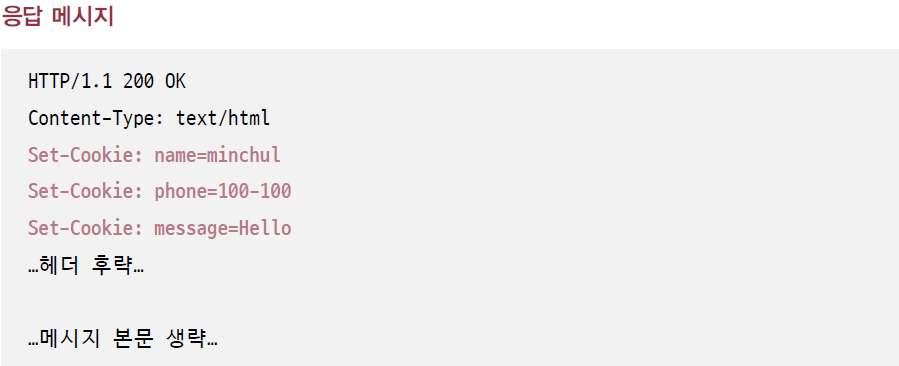 응답 메시지
HTTP/1.1 200 OK
Content-Type: text/html
Set-Cookie: name=minchul
Set-Cookie: phone=100-100
Set-Cookie: message=Hello
…헤더 후략…
…메시지 본문 생략…